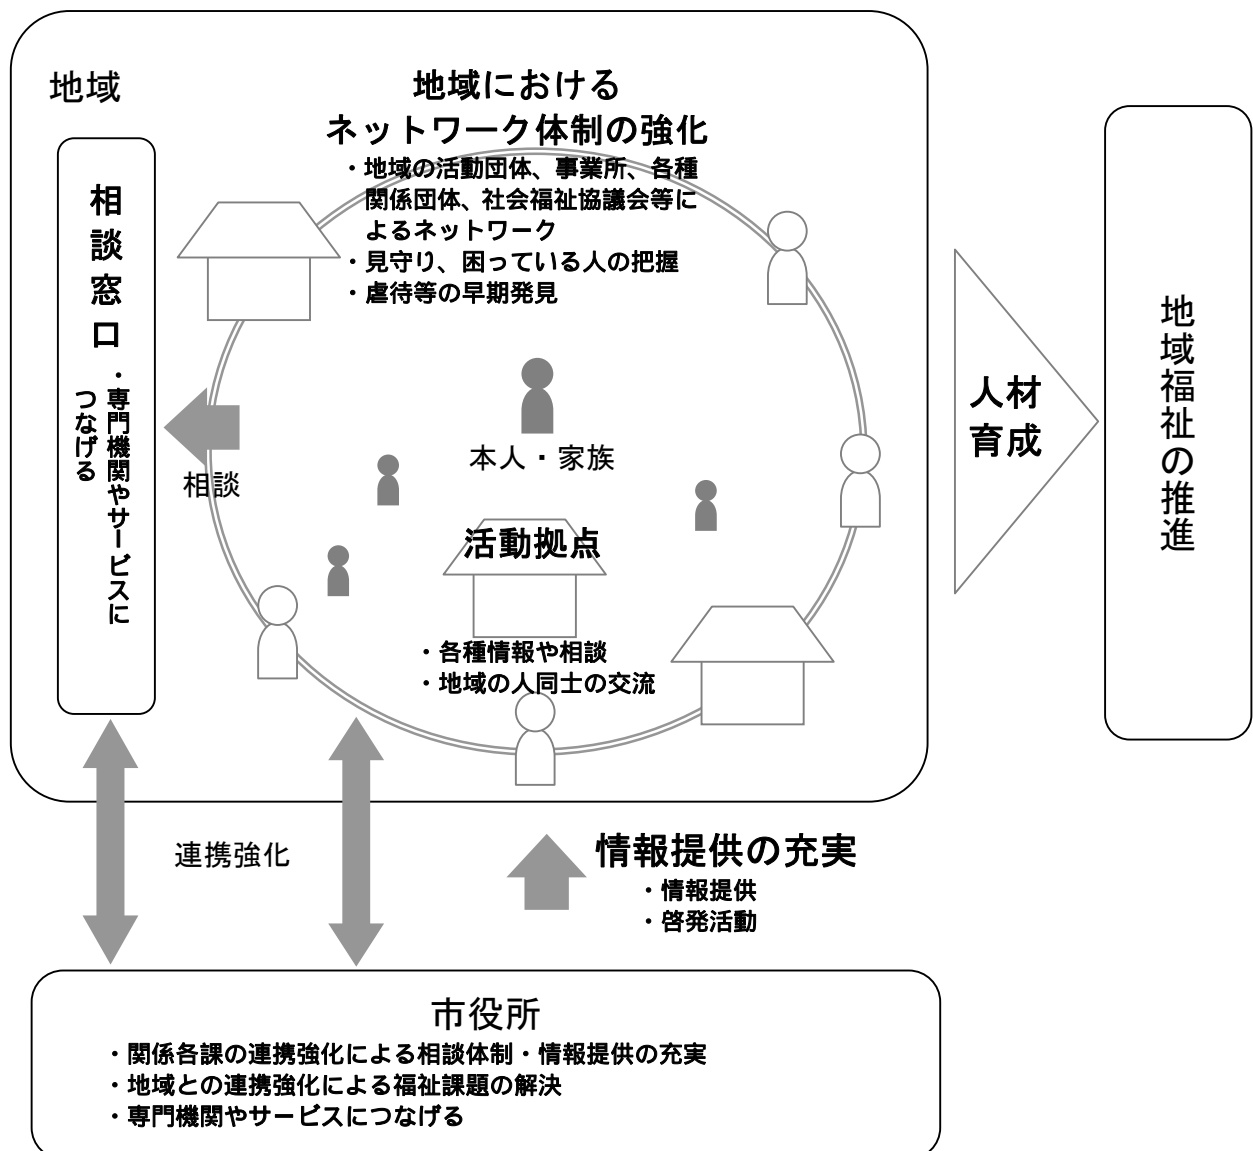 地域
地域における
ネットワーク体制の強化
・地域の活動団体、事業所、各種
関係団体、社会福祉協議会等に
よるネットワーク
・見守り、困っている人の把握
・虐待等の早期発見
相談窓口
・専門機関やサービスに
つなげる
相談
本人・家族
活動拠点
・各種情報や相談
・地域の人同士の交流
人材
育成
地域福祉の推進
連携強化
情報提供の充実
・情報提供
・啓発活動
市役所
・関係各課の連携強化による相談体制・情報提供の充実
・地域との連携強化による福祉課題の解決
・専門機関やサービスにつなげる